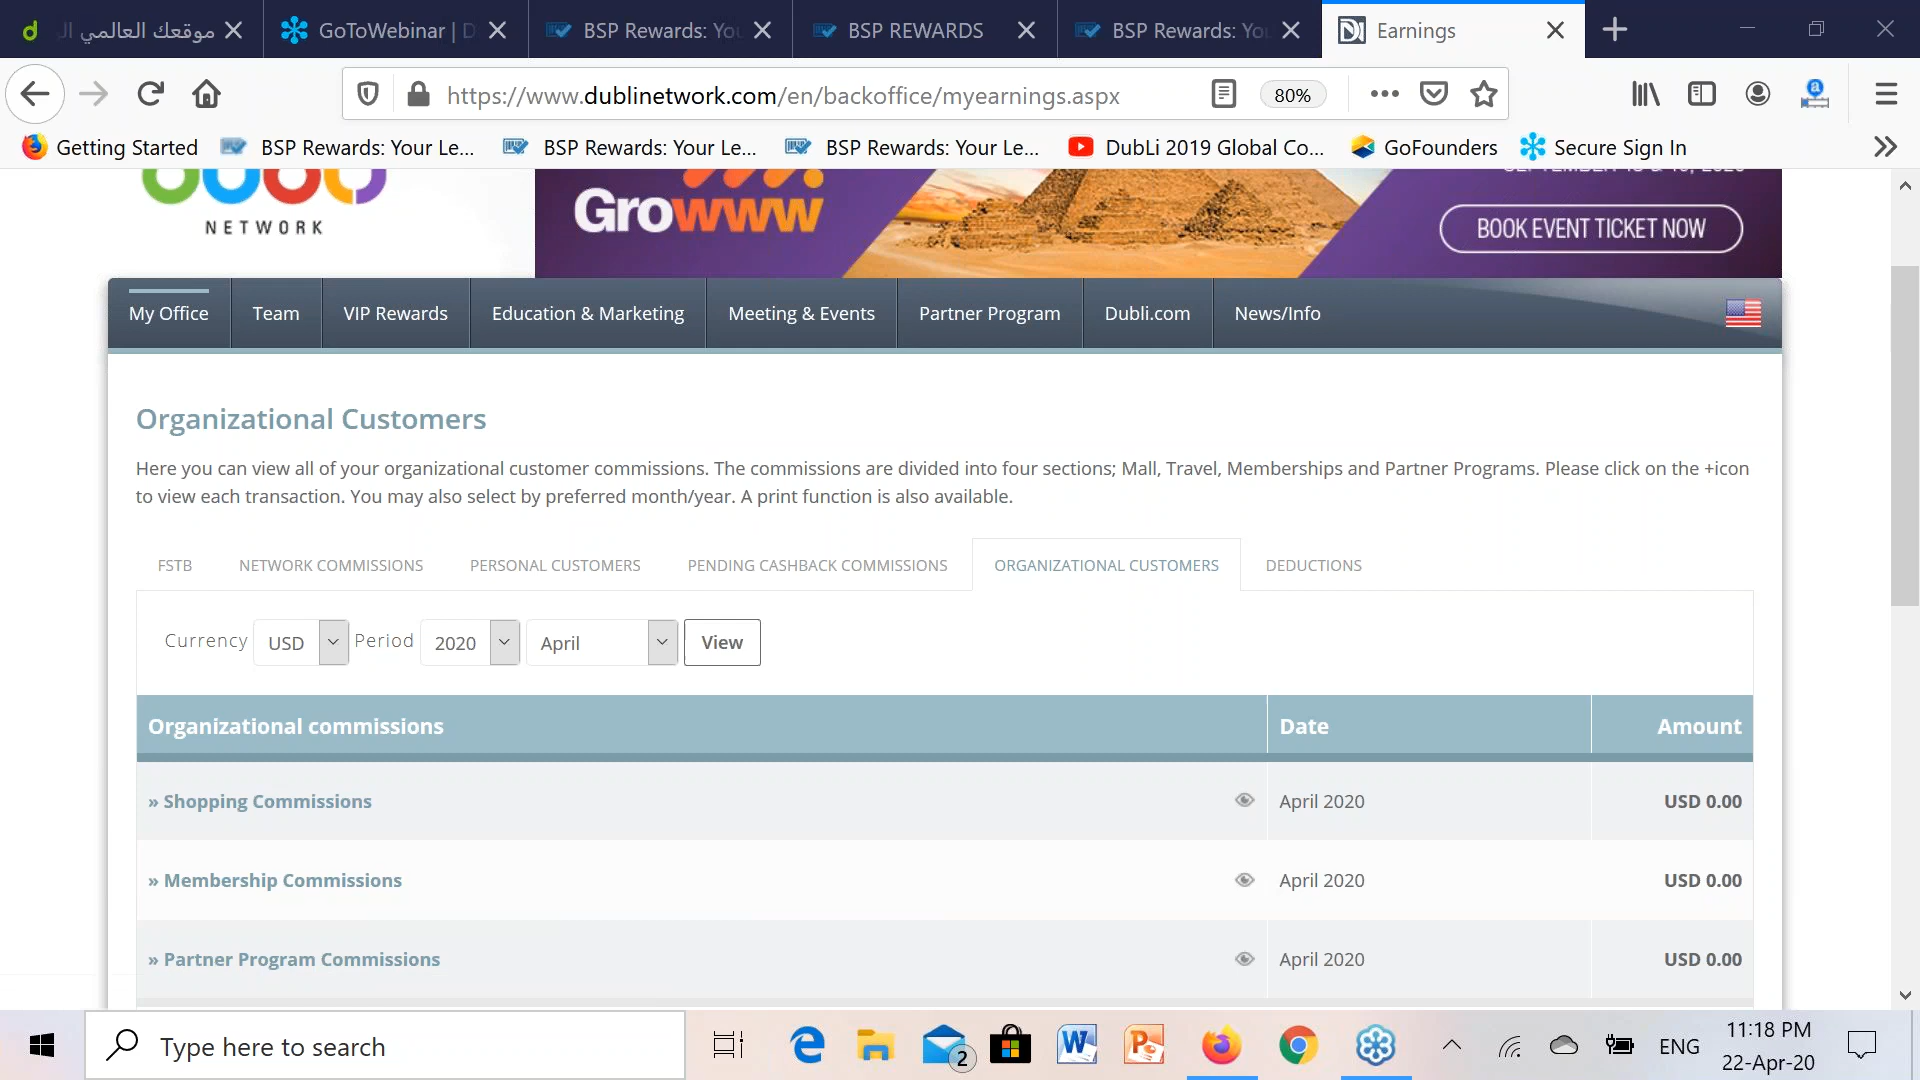 موقعك العالمي ال
GoToWebinar | D
BSP Rewards: You
BSP REWARDS
BSP Rewards: You
Earnings
https://www.dublinetwork.com/en/backoffice/myearnings.aspx
80%
Getting Started
BSP Rewards: Your Le...
BSP Rewards: Your Le...
BSP Rewards: Your Le...
DubLi 2019 Global Co...
GoFounders
Secure Sign In
NETWORK
Growww
BOOK EVENT TICKET NOW
My Office
Team
VIP Rewards
Education & Marketing
Meeting & Events
Partner Program
Dubli.com
News/Info
Organizational Customers
Here you can view all of your organizational customer commissions. The commissions are divided into four sections; Mall, Travel, Memberships and Partner Programs. Please click on the +icon
to view each transaction. You may also select by preferred month/year. A print function is also available.
FSTB
NETWORK COMMISSIONS
PERSONAL CUSTOMERS
PENDING CASHBACK COMMISSIONS
ORGANIZATIONAL CUSTOMERS
DEDUCTIONS
Currency USD Period 2020 April View
Organizational commissions Date Amount
» Shopping Commissions April 2020 USD 0.00
» Membership Commissions April 2020 USD 0.00
» Partner Program Commissions April 2020 USD 0.00
Type here to search
2
ENG
11:18 PM
22-Apr-20